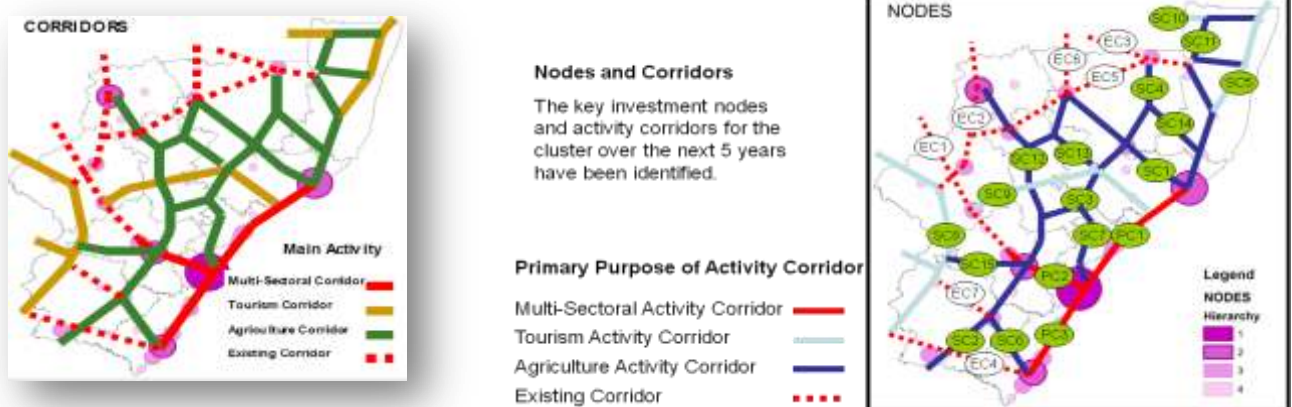 CORRIDORS
Main Activity
Multi-Sectoral Corridor
Tourism Corridor
Agriculture Corridor
Existing Corridor
Nodes and Corridors
The key investment nodes
and activity corridors for the
cluster over the next 5 years
have been identified.
Primary Purpose of Activity Corridor
Multi-Sectoral Activity Corridor
Tourism Activity Corridor
Agriculture Activity Corridor
Existing Corridor
NODES
SC10
EC3
SC11
EC6
EC5
SC5
SC4
EC2
SC14
EC1
SC12
SC13
SC1
SC9
SC3
SC7
PC1
SC15
PC2
EC7
PC3
SC2
SC6
EC4
Legend
NODES
Hierarchy
1
2
3
4